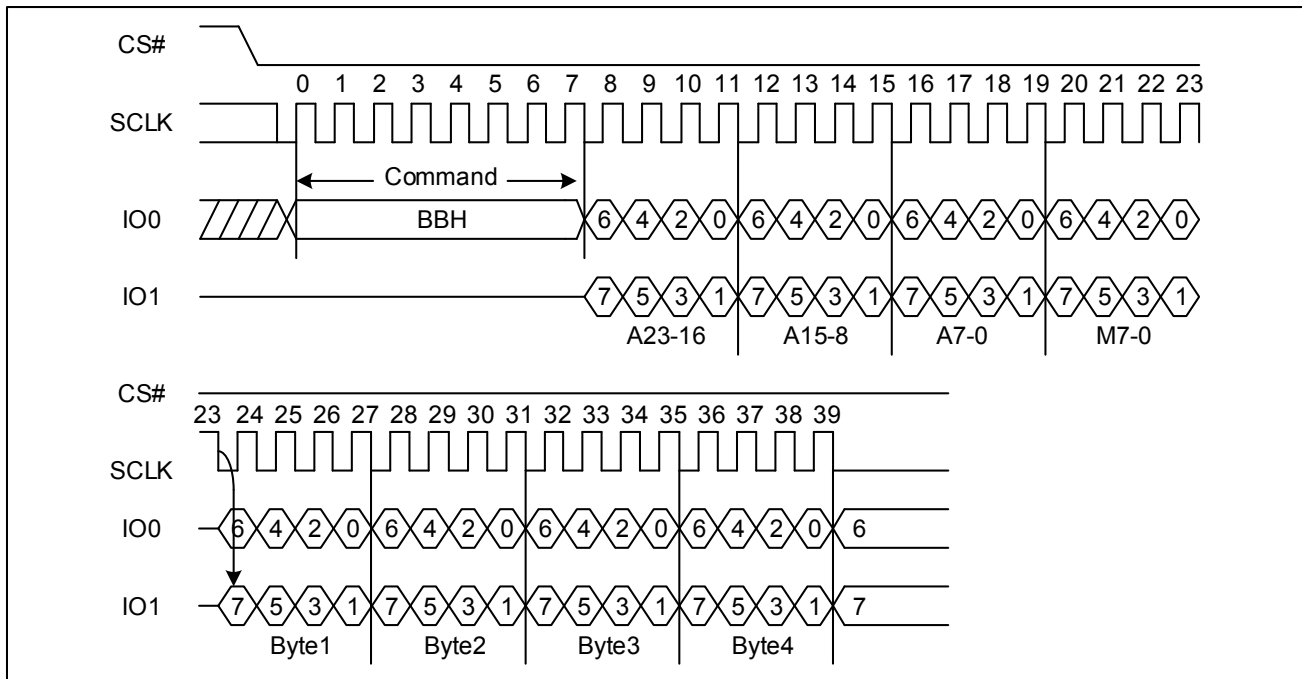 CS#
0 1 2 3 4 5 6 7 8 9 10 11 12 13 14 15 16 17 18 19 20 21 22 23
SCLK
Command
IO0 BBH 6 4 2 0 6 4 2 0 6 4 2 0 6 4 2 0
IO1 7 5 3 1 7 5 3 1 7 5 3 1 7 5 3 1
A23-16 A15-8 A7-0 M7-0
CS#
23 24 25 26 27 28 29 30 31 32 33 34 35 36 37 38 39
SCLK
IO0 6 4 2 0 6 4 2 0 6 4 2 0 6 4 2 0 6
IO1 7 5 3 1 7 5 3 1 7 5 3 1 7 5 3 1 7
Byte1 Byte2 Byte3 Byte4